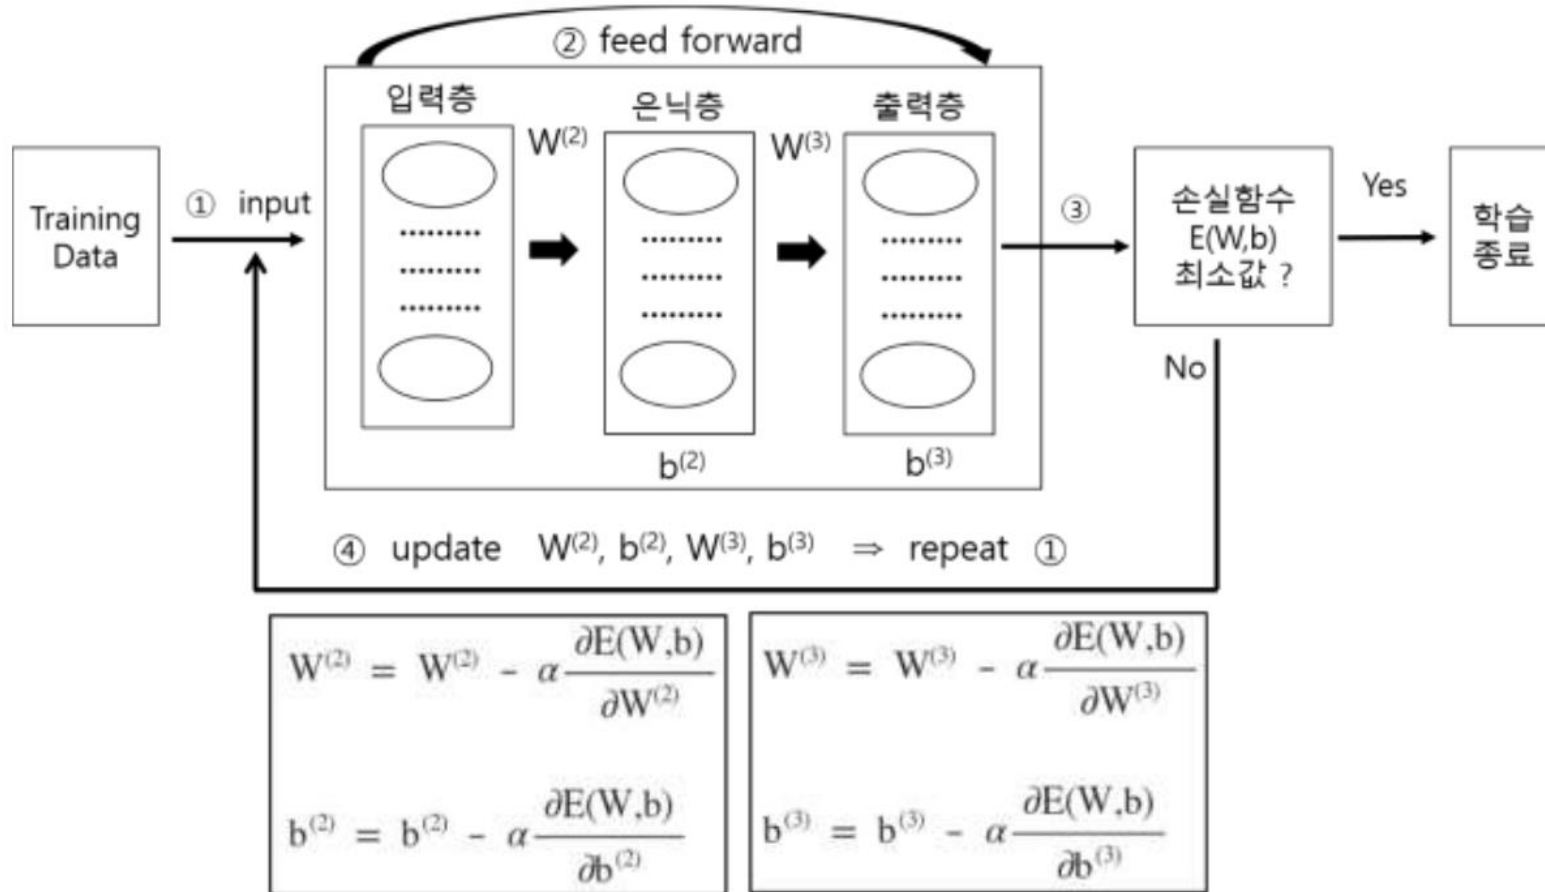 ② feed forward
입력층
은닉층
출력층
W⁽²⁾
W⁽³⁾
Training
Data
① input
③
손실함수
E(W,b)
최소값 ?
Yes
학습
종료
No
b⁽²⁾
b⁽³⁾
④ update W⁽²⁾, b⁽²⁾, W⁽³⁾, b⁽³⁾ ⇒ repeat ①
W⁽²⁾ = W⁽²⁾ - α ∂E(W,b)/∂W⁽²⁾
b⁽²⁾ = b⁽²⁾ - α ∂E(W,b)/∂b⁽²⁾
W⁽³⁾ = W⁽³⁾ - α ∂E(W,b)/∂W⁽³⁾
b⁽³⁾ = b⁽³⁾ - α ∂E(W,b)/∂b⁽³⁾